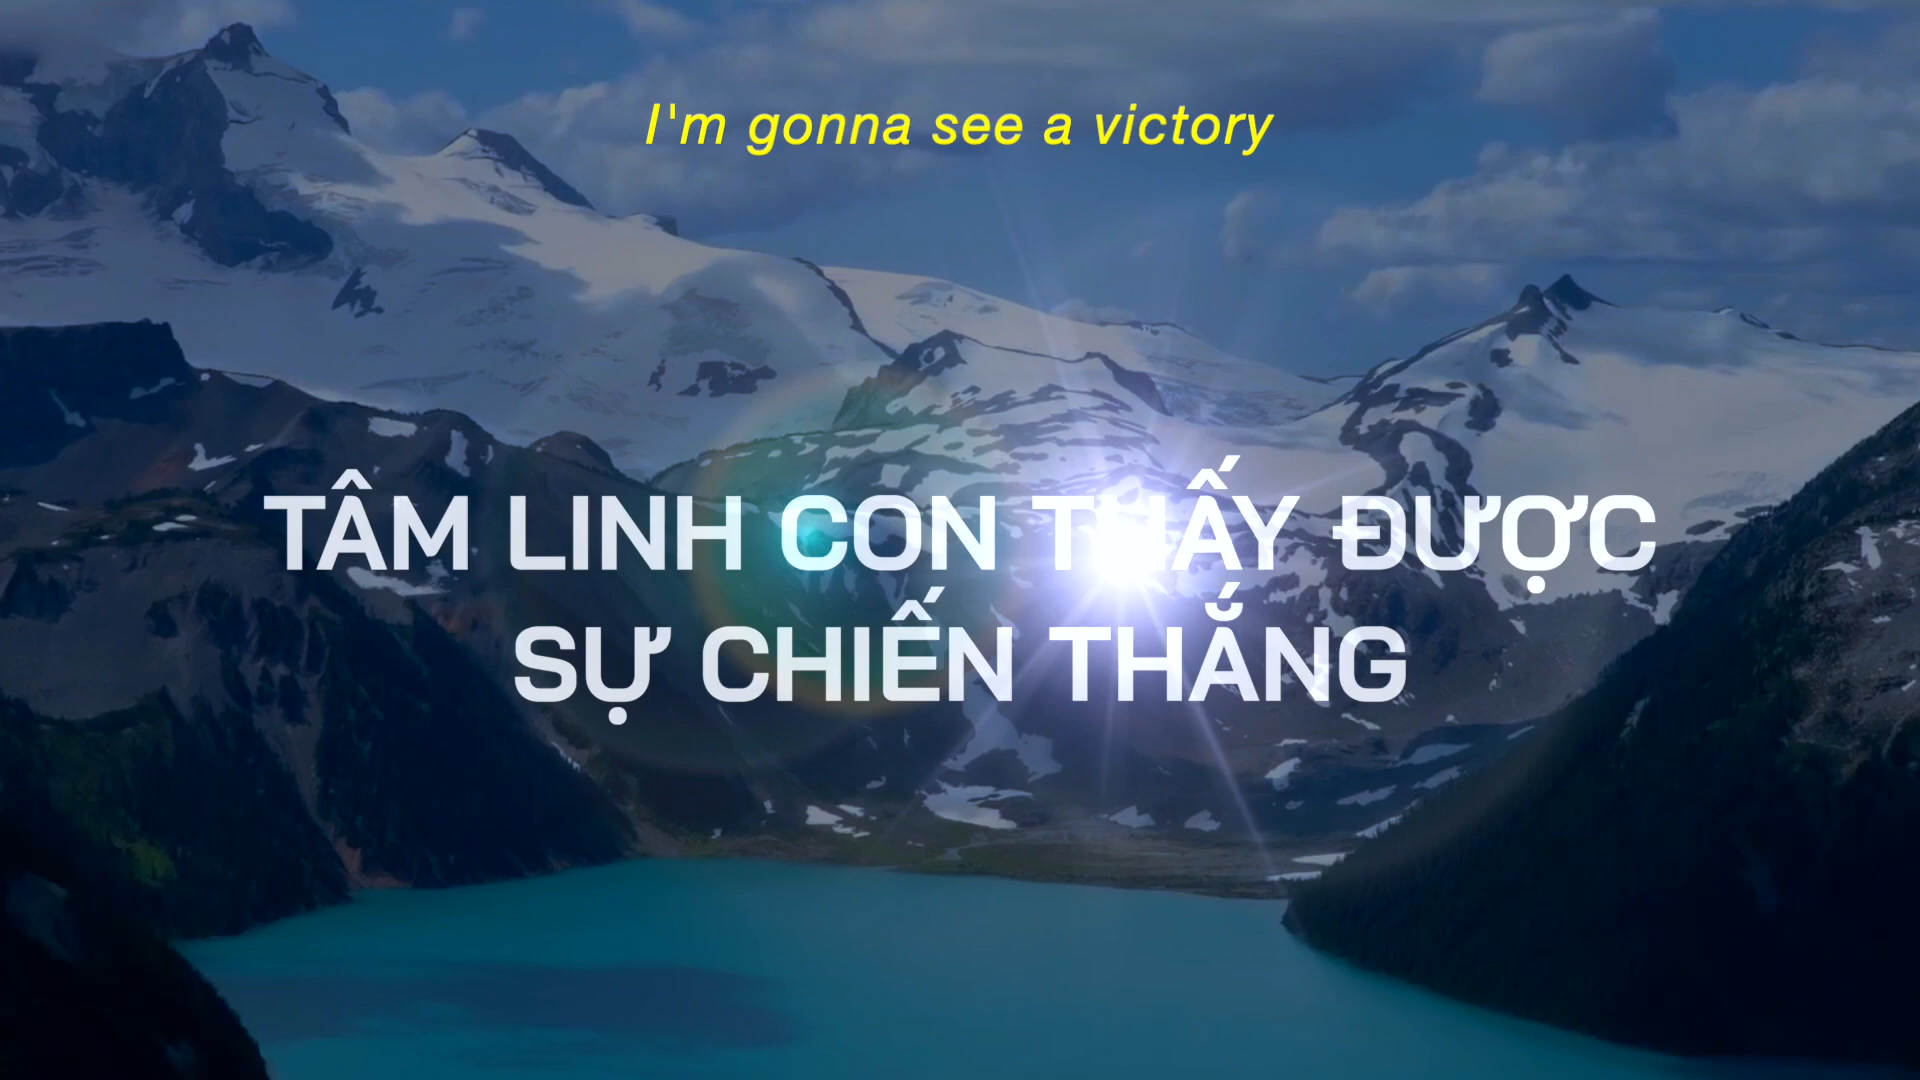 I'm gonna see a victory
TÂM LINH CON THẤY ĐƯỢC
SỰ CHIẾN THẮNG